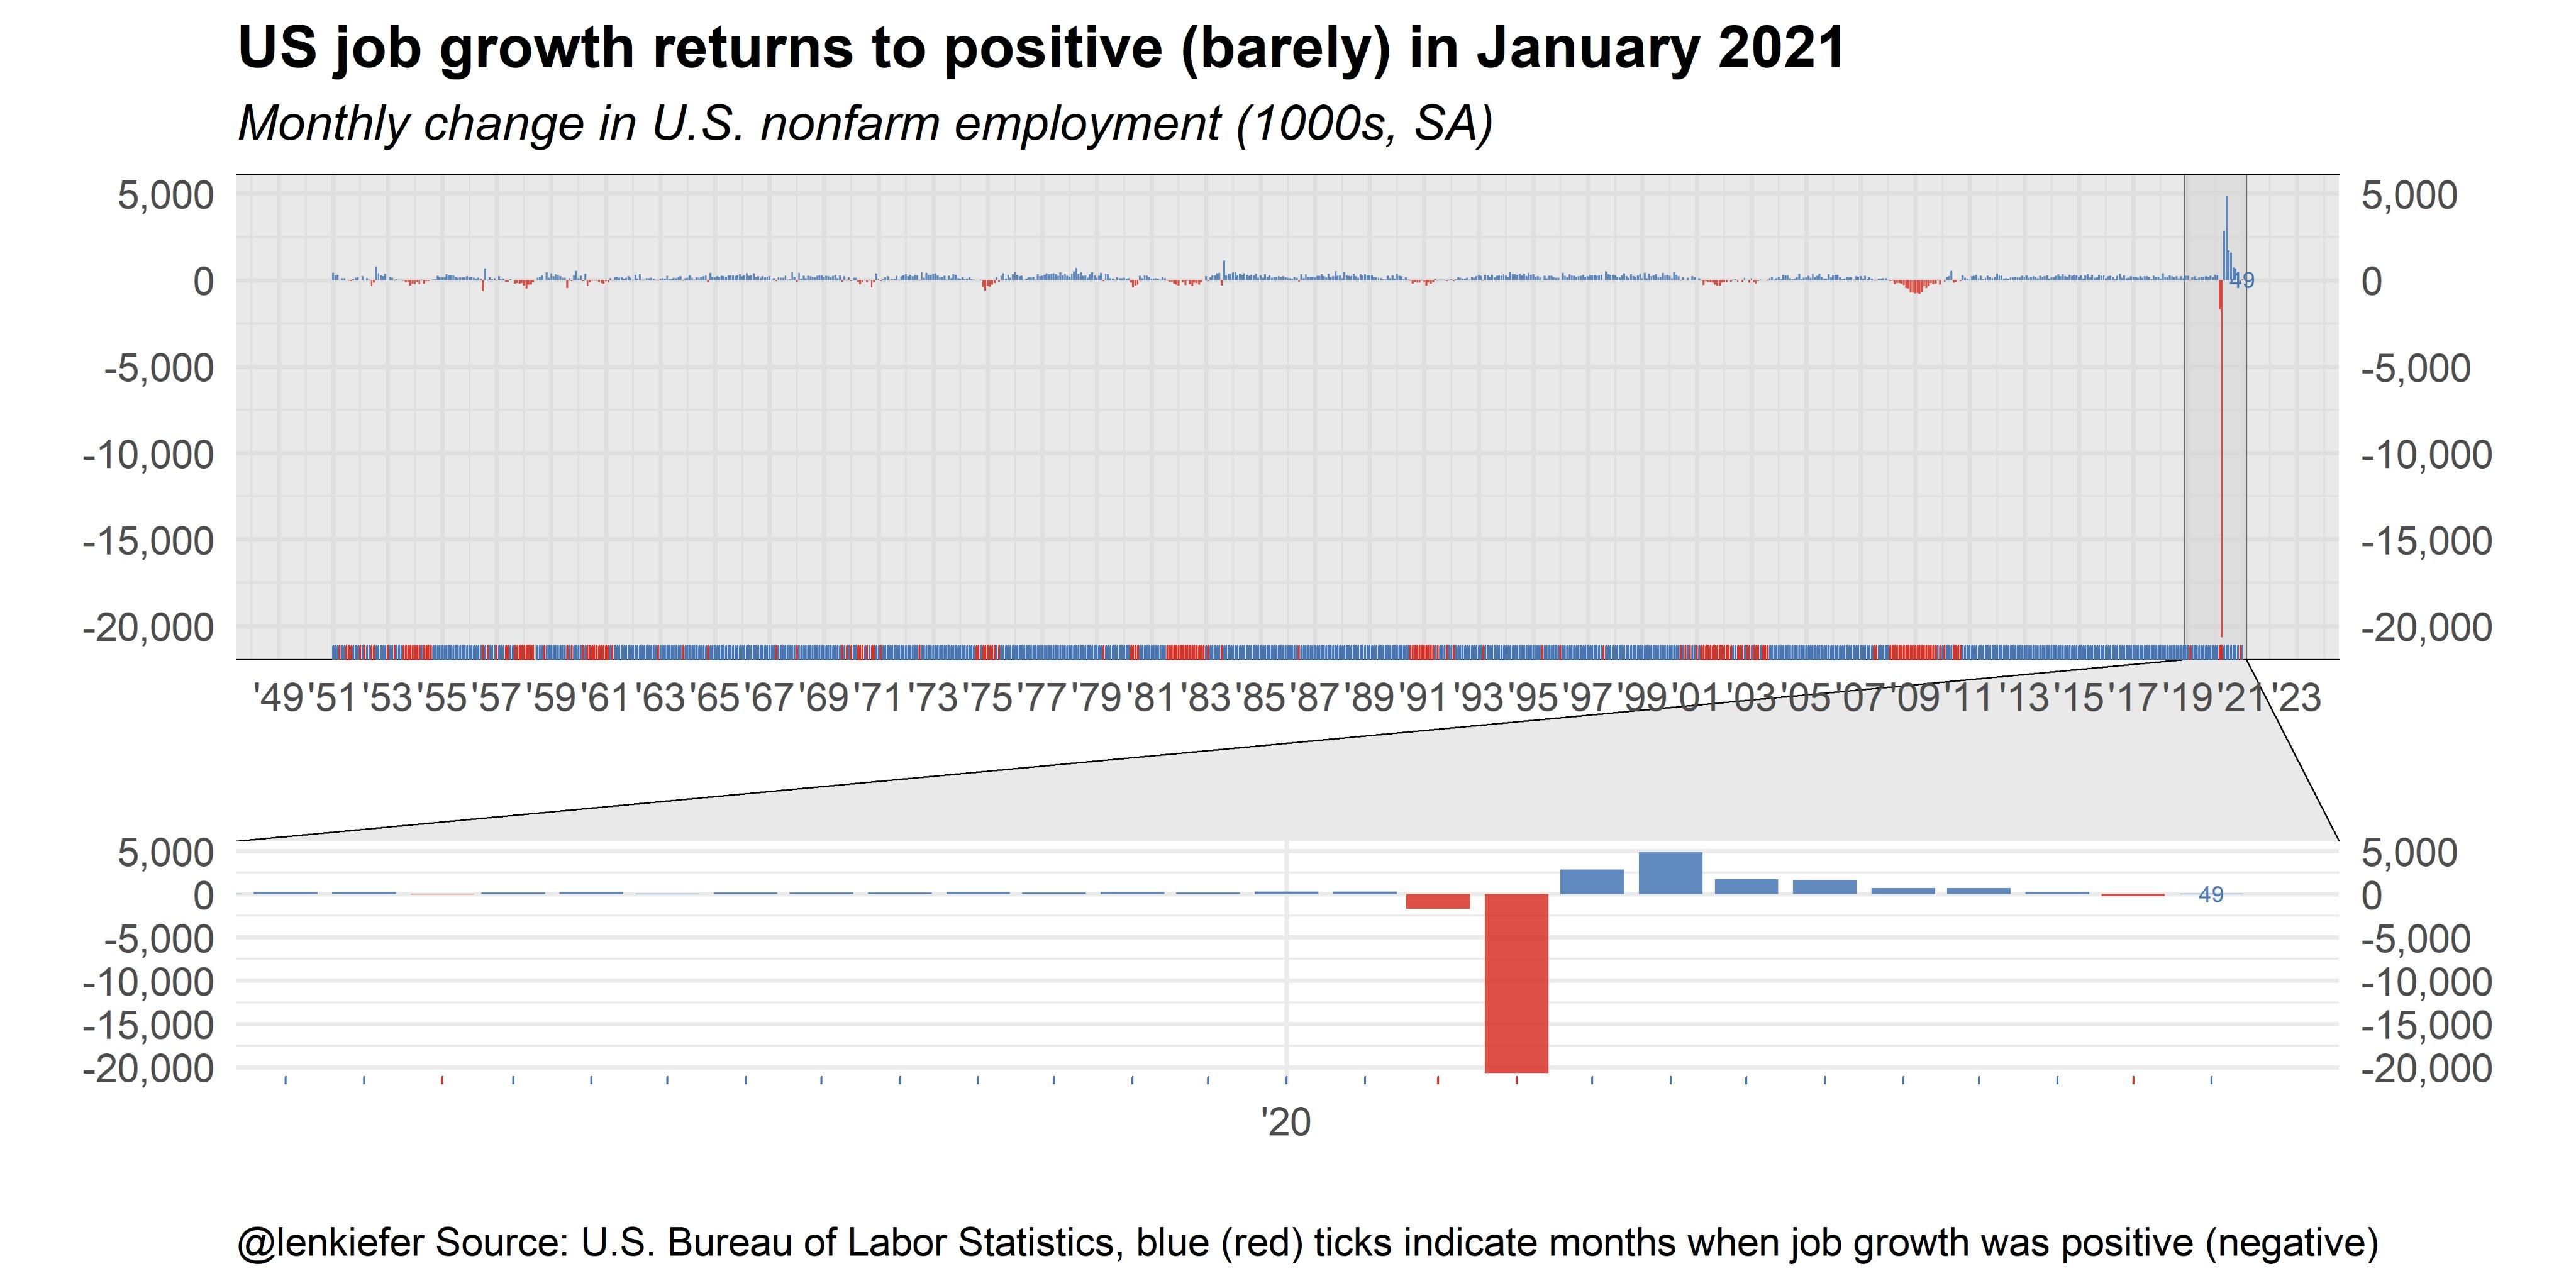 US job growth returns to positive (barely) in January 2021
Monthly change in U.S. nonfarm employment (1000s, SA)
5,000 5,000
0 49 0
-5,000 -5,000
-10,000 -10,000
-15,000 -15,000
-20,000 -20,000
'49 '51 '53 '55 '57 '59 '61 '63 '65 '67 '69 '71 '73 '75 '77 '79 '81 '83 '85 '87 '89 '91 '93 '95 '97 '99 '01 '03 '05 '07 '09 '11 '13 '15 '17 '19 '21 '23
5,000 5,000
0 49 0
-5,000 -5,000
-10,000 -10,000
-15,000 -15,000
-20,000 -20,000
'20
@lenkiefer Source: U.S. Bureau of Labor Statistics, blue (red) ticks indicate months when job growth was positive (negative)